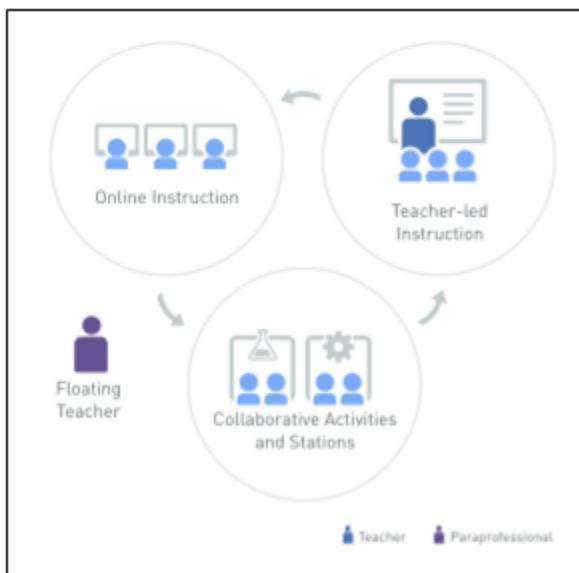 Online Instruction
Teacher-led
Instruction
Floating
Teacher
Collaborative Activities
and Stations
Teacher
Paraprofessional